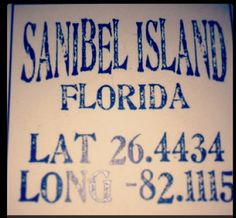 SANIBEL ISLAND
FLORIDA
LAT 26.4434
LONG -82.1115